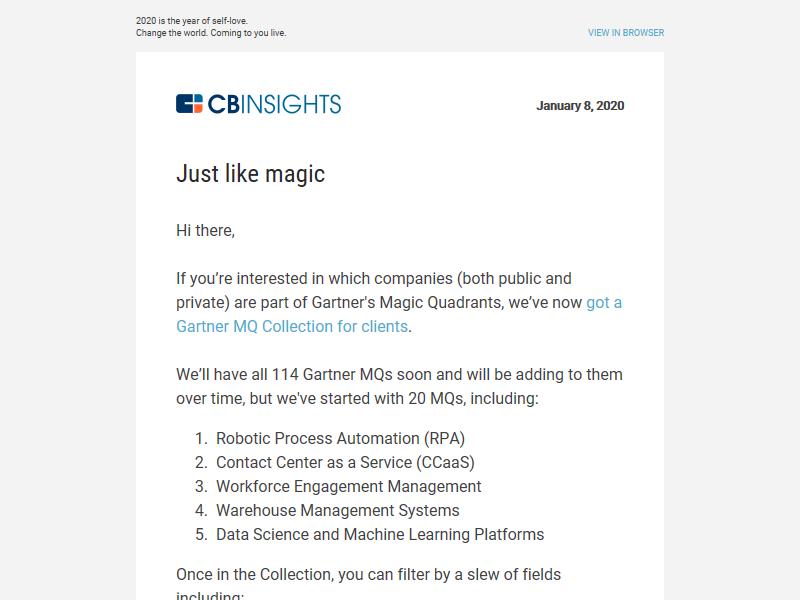 2020 is the year of self-love.
Change the world. Coming to you live.
VIEW IN BROWSER
CBINSIGHTS
January 8, 2020
Just like magic
Hi there,
If you’re interested in which companies (both public and
private) are part of Gartner's Magic Quadrants, we’ve now got a
Gartner MQ Collection for clients.
We’ll have all 114 Gartner MQs soon and will be adding to them
over time, but we've started with 20 MQs, including:
1. Robotic Process Automation (RPA)
2. Contact Center as a Service (CCaaS)
3. Workforce Engagement Management
4. Warehouse Management Systems
5. Data Science and Machine Learning Platforms
Once in the Collection, you can filter by a slew of fields
including: